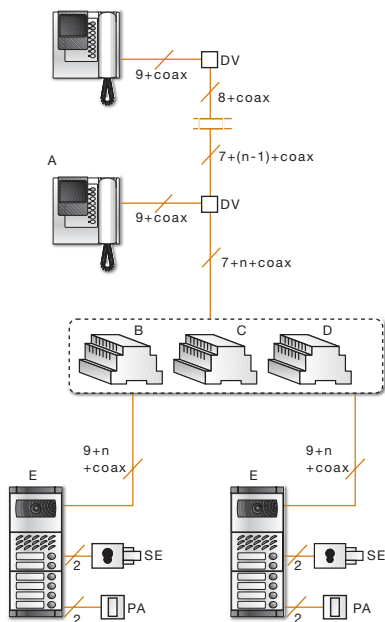 DV
9+coax
8+coax
7+(n-1)+coax
A
DV
9+coax
7+n+coax
B C D
9+n
+coax
9+n
+coax
E E
SE SE
2 2
PA PA
2 2